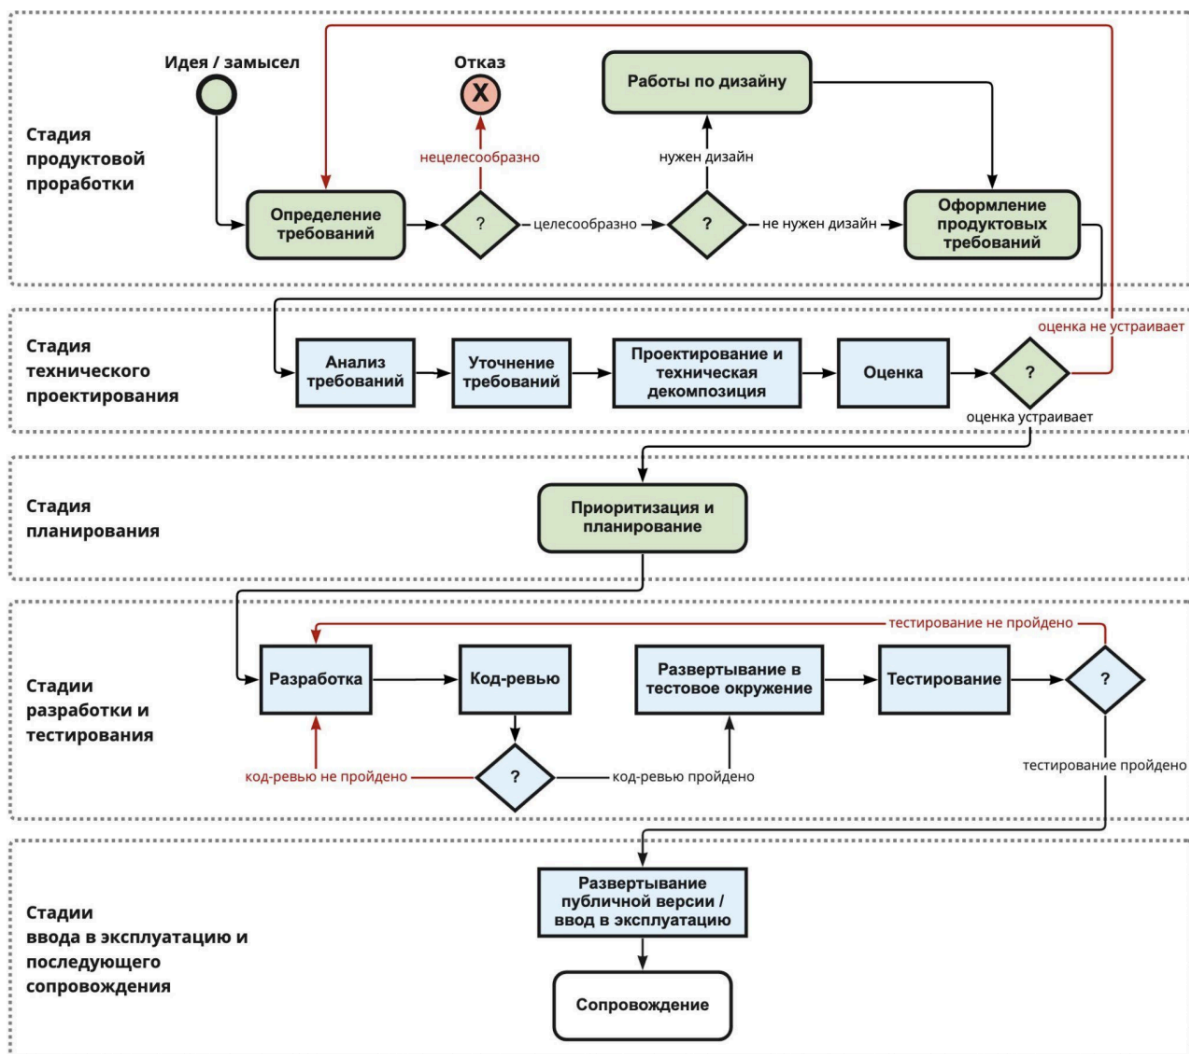 Идея / замысел
Отказ
X
Работы по дизайну
Стадия
продуктовой
проработки
нецелесообразно
нужен дизайн
Определение
требований
?
целесообразно
?
не нужен дизайн
Оформление
продуктовых
требований
Стадия
технического
проектирования
оценка не устраивает
Анализ
требований
Уточнение
требований
Проектирование и
техническая
декомпозиция
Оценка
?
оценка устраивает
Стадия
планирования
Приоритизация и
планирование
Стадии
разработки и
тестирования
тестирование не пройдено
Разработка
Код-ревью
Развертывание в
тестовое окружение
Тестирование
?
код-ревью не пройдено
?
код-ревью пройдено
тестирование пройдено
Стадии
ввода в эксплуатацию и
последующего
сопровождения
Развертывание
публичной версии /
ввод в эксплуатацию
Сопровождение